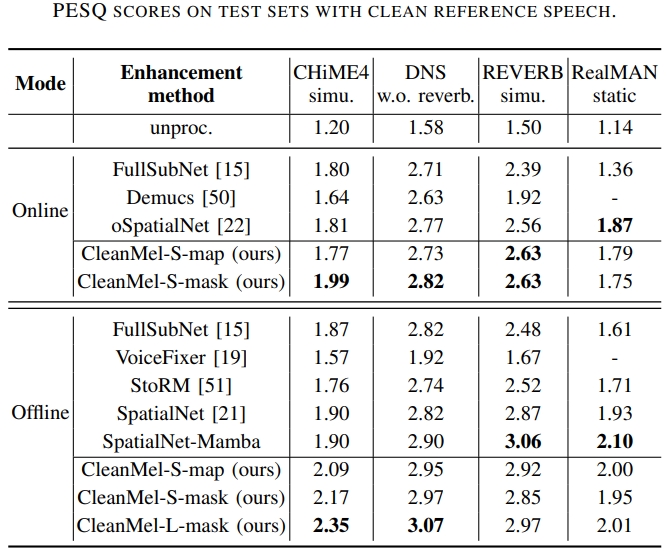 PESQ SCORES ON TEST SETS WITH CLEAN REFERENCE SPEECH.
Mode Enhancement method CHiME4 simu. DNS w.o. reverb. REVERB simu. RealMAN static
unproc. 1.20 1.58 1.50 1.14
Online
FullSubNet [15] 1.80 2.71 2.39 1.36
Demucs [50] 1.64 2.63 1.92 -
oSpatialNet [22] 1.81 2.77 2.56 1.87
CleanMel-S-map (ours) 1.77 2.73 2.63 1.79
CleanMel-S-mask (ours) 1.99 2.82 2.63 1.75
Offline
FullSubNet [15] 1.87 2.82 2.48 1.61
VoiceFixer [19] 1.57 1.92 1.67 -
StoRM [51] 1.76 2.74 2.52 1.71
SpatialNet [21] 1.90 2.82 2.87 1.93
SpatialNet-Mamba 1.90 2.90 3.06 2.10
CleanMel-S-map (ours) 2.09 2.95 2.92 2.00
CleanMel-S-mask (ours) 2.17 2.97 2.85 1.95
CleanMel-L-mask (ours) 2.35 3.07 2.97 2.01